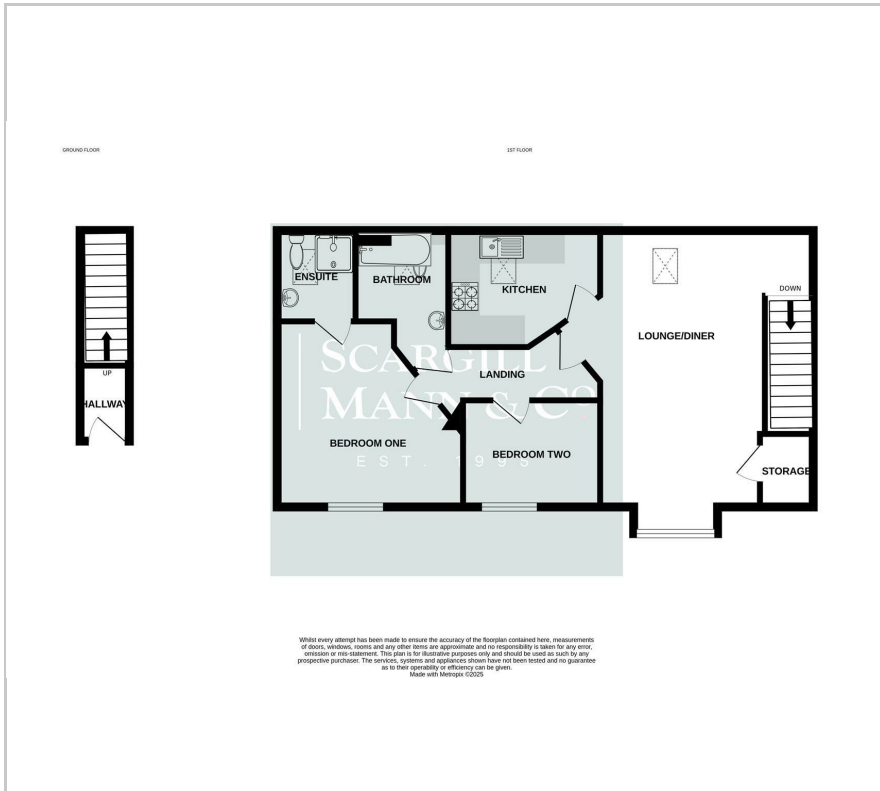 GROUND FLOOR
1ST FLOOR
ENSUITE
BATHROOM
KITCHEN
DOWN
LOUNGE/DINER
UP
HALLWAY
SCARGILL
MANN & Co
EST. 1995
LANDING
BEDROOM ONE
BEDROOM TWO
STORAGE
Whilst every attempt has been made to ensure the accuracy of the floorplan contained here, measurements
of doors, windows, rooms and any other items are approximate and no responsibility is taken for any error,
omission or mis-statement. This plan is for illustrative purposes only and should be used as such by any
prospective purchaser. The services, systems and appliances shown have not been tested and no guarantee
as to their operability or efficiency can be given.
Made with Metropix ©2025